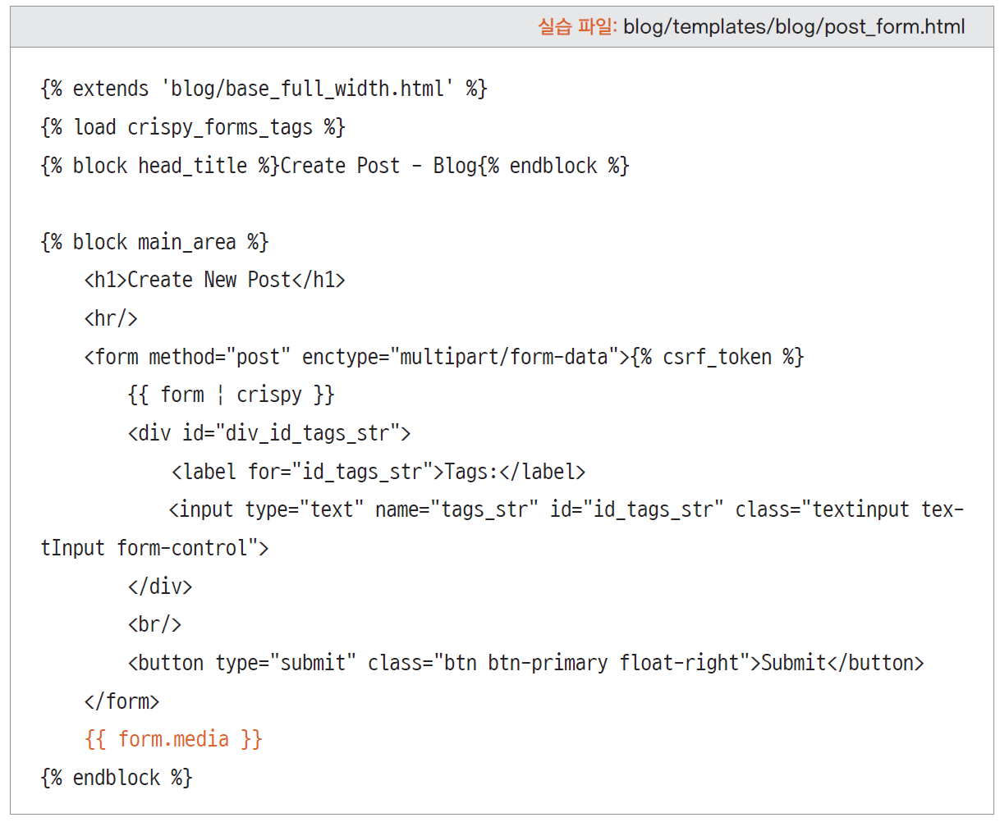 실습 파일: blog/templates/blog/post_form.html
{% extends 'blog/base_full_width.html' %}
{% load crispy_forms_tags %}
{% block head_title %}Create Post - Blog{% endblock %}
{% block main_area %}
<h1>Create New Post</h1>
<hr/>
<form method="post" enctype="multipart/form-data">{% csrf_token %}
{{ form ¦ crispy }}
<div id="div_id_tags_str">
<label for="id_tags_str">Tags:</label>
<input type="text" name="tags_str" id="id_tags_str" class="textinput tex-
tInput form-control">
</div>
<br/>
<button type="submit" class="btn btn-primary float-right">Submit</button>
</form>
{{ form.media }}
{% endblock %}